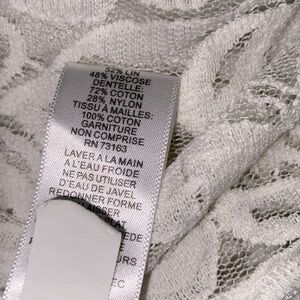 52% LIN
48% VISCOSE
DENTELLE:
72% COTON
28% NYLON
TISSU À MAILLES:
100% COTON
GARNITURE
NON COMPRISE
RN 73163
LAVER À LA MAIN
A L'EAU FROIDE
NE PAS UTILISER
D'EAU DE JAVEL
REDONNER FORME